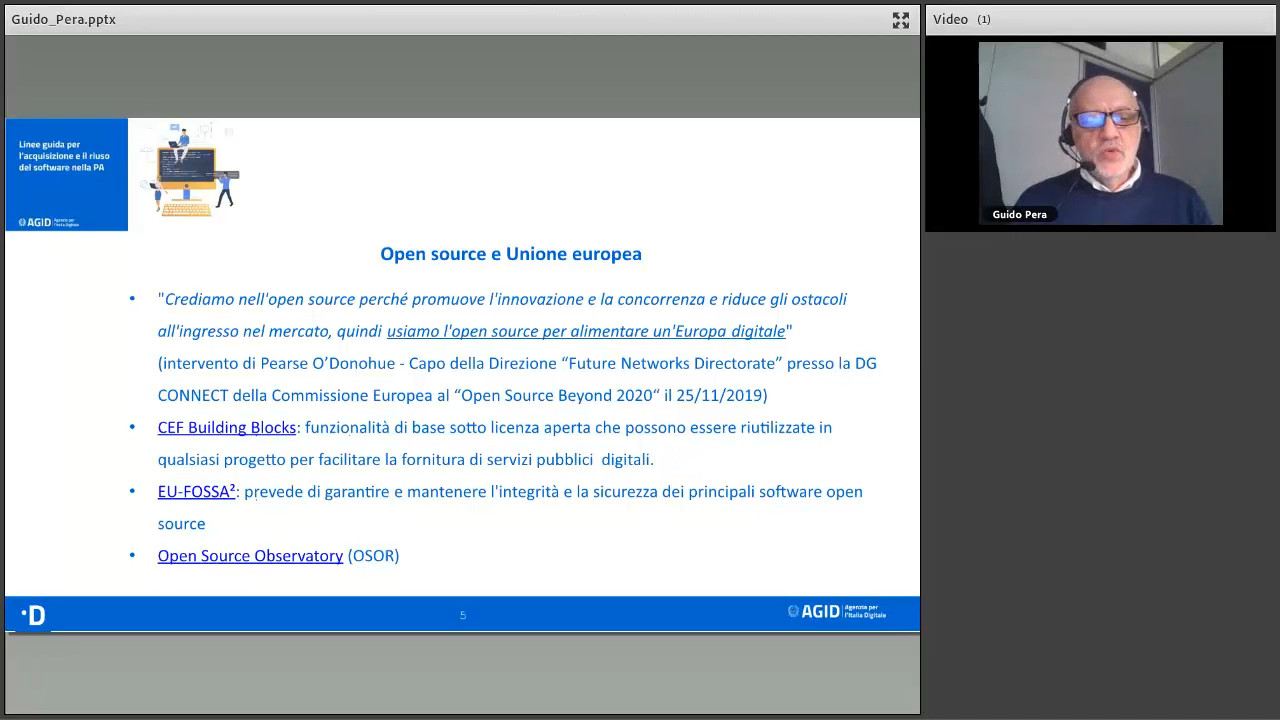 Guido_Pera.pptx
Video (1)
Guido Pera
Linee guida per
l'acquisizione e il riuso
del software nella PA
AGID Agenzia per
l'Italia Digitale
Open source e Unione europea
• "Crediamo nell'open source perché promuove l'innovazione e la concorrenza e riduce gli ostacoli
all'ingresso nel mercato, quindi usiamo l'open source per alimentare un'Europa digitale"
(intervento di Pearse O’Donohue - Capo della Direzione “Future Networks Directorate” presso la DG
CONNECT della Commissione Europea al “Open Source Beyond 2020“ il 25/11/2019)
• CEF Building Blocks: funzionalità di base sotto licenza aperta che possono essere riutilizzate in
qualsiasi progetto per facilitare la fornitura di servizi pubblici  digitali.
• EU-FOSSA²: prevede di garantire e mantenere l'integrità e la sicurezza dei principali software open
source
• Open Source Observatory (OSOR)
D
5
AGID Agenzia per
l'Italia Digitale